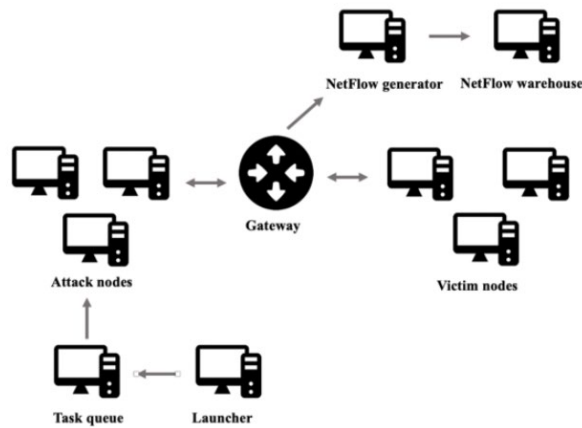 NetFlow generator
NetFlow warehouse
Gateway
Attack nodes
Victim nodes
Task queue
Launcher